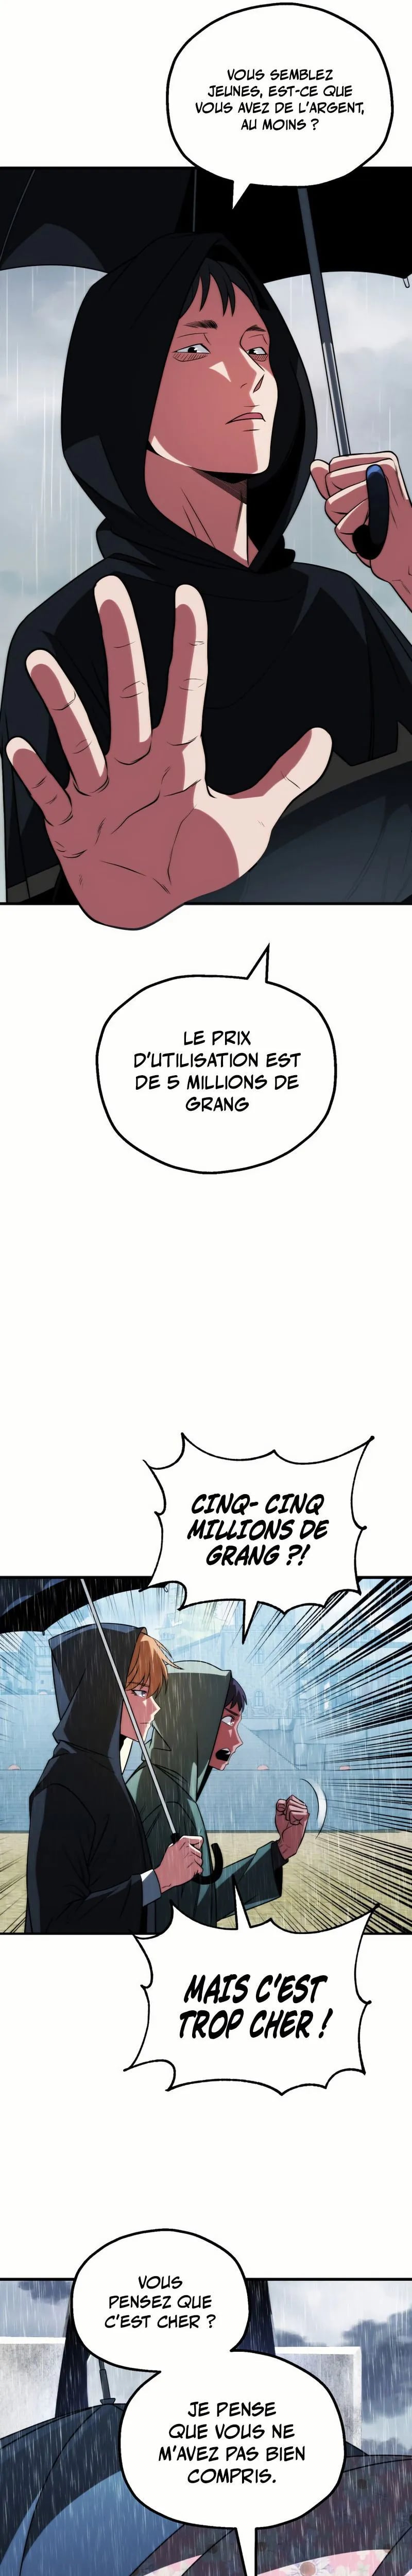 VOUS SEMBLEZ
JEUNES, EST-CE QUE
VOUS AVEZ DE L'ARGENT,
AU MOINS ?
LE PRIX
D'UTILISATION EST
DE 5 MILLIONS DE
GRANG
CINQ- CINQ
MILLIONS DE
GRANG ?!
MAIS C'EST
TROP CHER !
VOUS
PENSEZ QUE
C'EST CHER ?
JE PENSE
QUE VOUS NE
M'AVEZ PAS BIEN
COMPRIS.